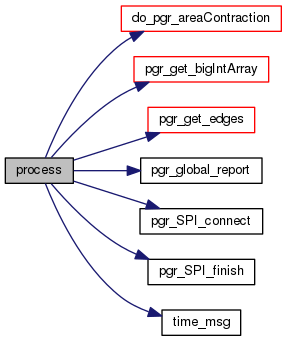 do_pgr_areaContraction
pgr_get_bigIntArray
pgr_get_edges
process
pgr_global_report
pgr_SPI_connect
pgr_SPI_finish
time_msg